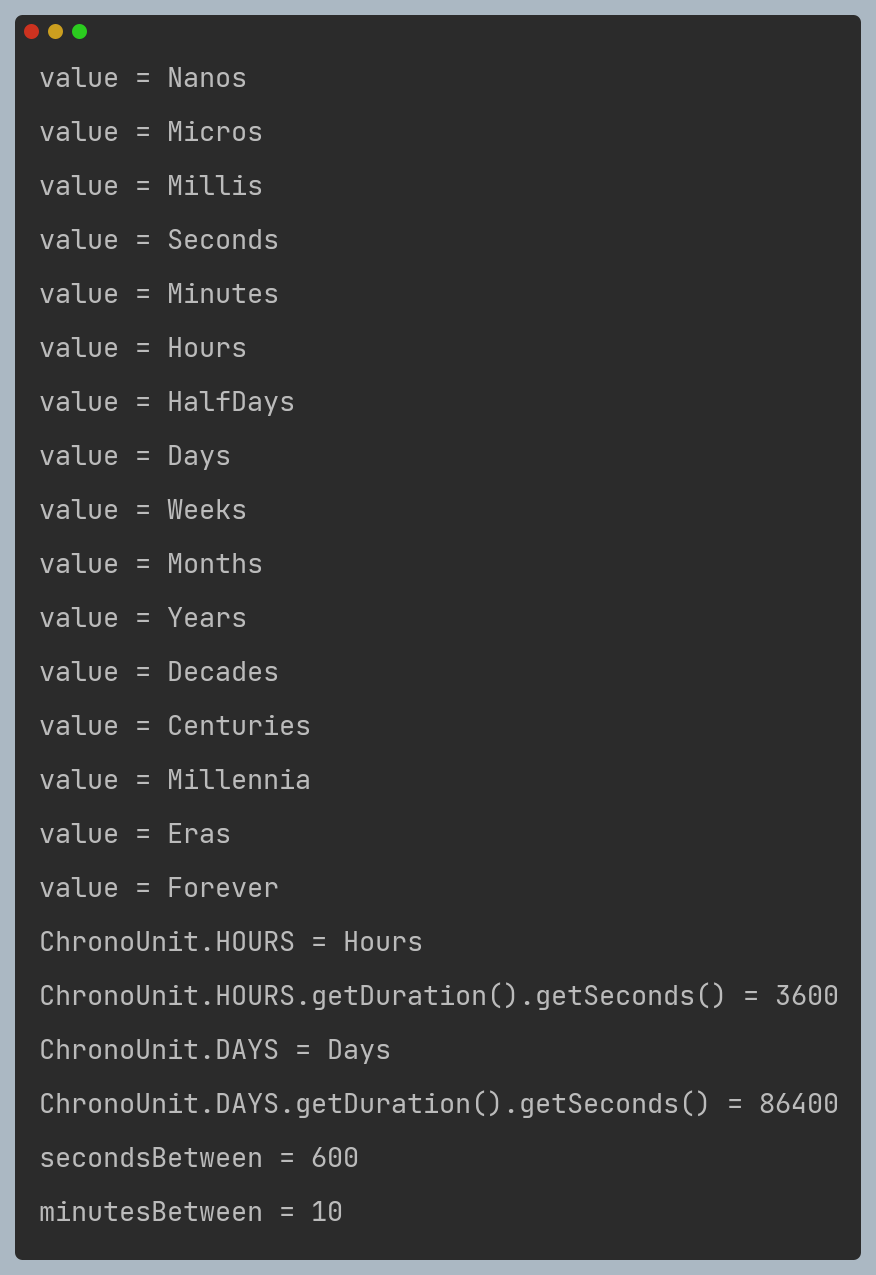 value = Nanos
value = Micros
value = Millis
value = Seconds
value = Minutes
value = Hours
value = HalfDays
value = Days
value = Weeks
value = Months
value = Years
value = Decades
value = Centuries
value = Millennia
value = Eras
value = Forever
ChronoUnit.HOURS = Hours
ChronoUnit.HOURS.getDuration().getSeconds() = 3600
ChronoUnit.DAYS = Days
ChronoUnit.DAYS.getDuration().getSeconds() = 86400
secondsBetween = 600
minutesBetween = 10